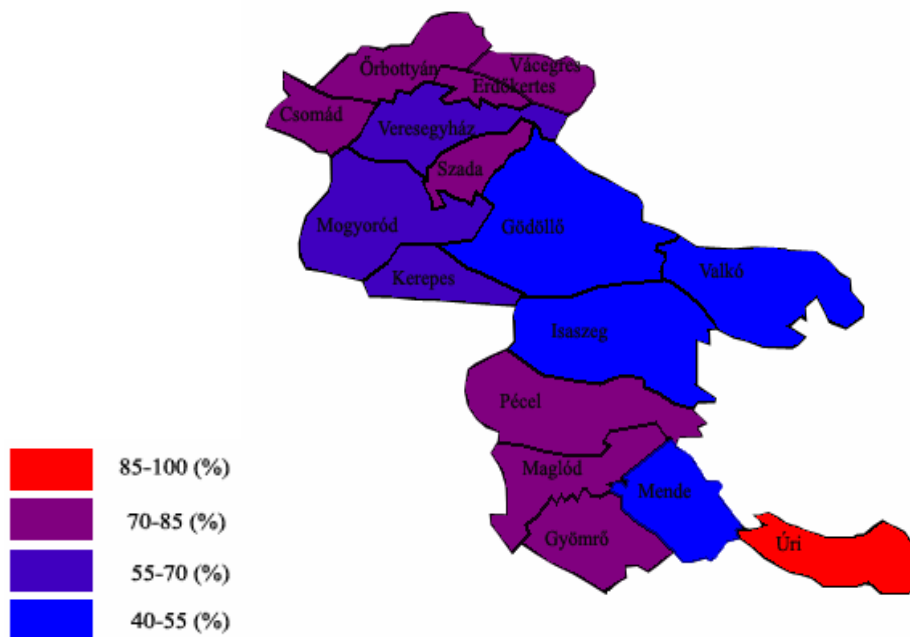 Őrbottyán
Vácegres
Erdőkertes
Csomád
Veresegyház
Szada
Mogyoród
Gödöllő
Kerepes
Valkó
Isaszeg
Pécel
Maglód
Mende
Gyömrő
Úri
85-100 (%)
70-85 (%)
55-70 (%)
40-55 (%)